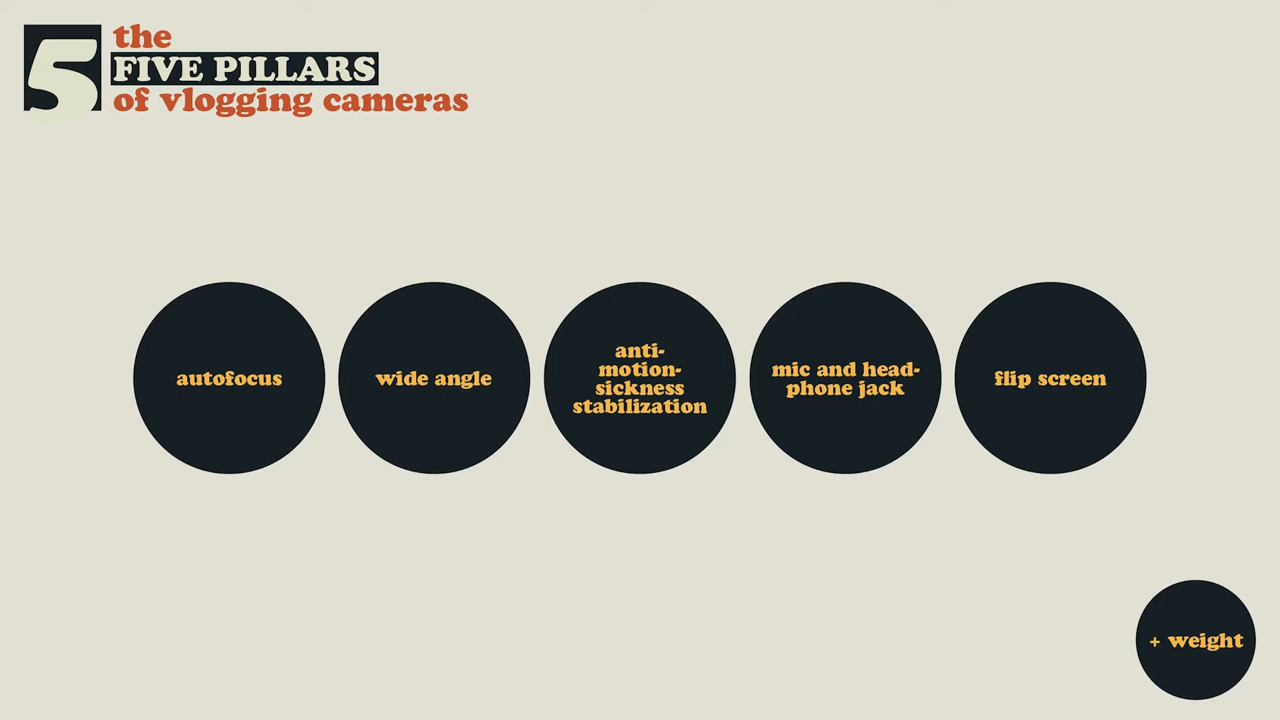 5
the
FIVE PILLARS
of vlogging cameras
autofocus
wide angle
anti-
motion-
sickness
stabilization
mic and head-
phone jack
flip screen
+ weight